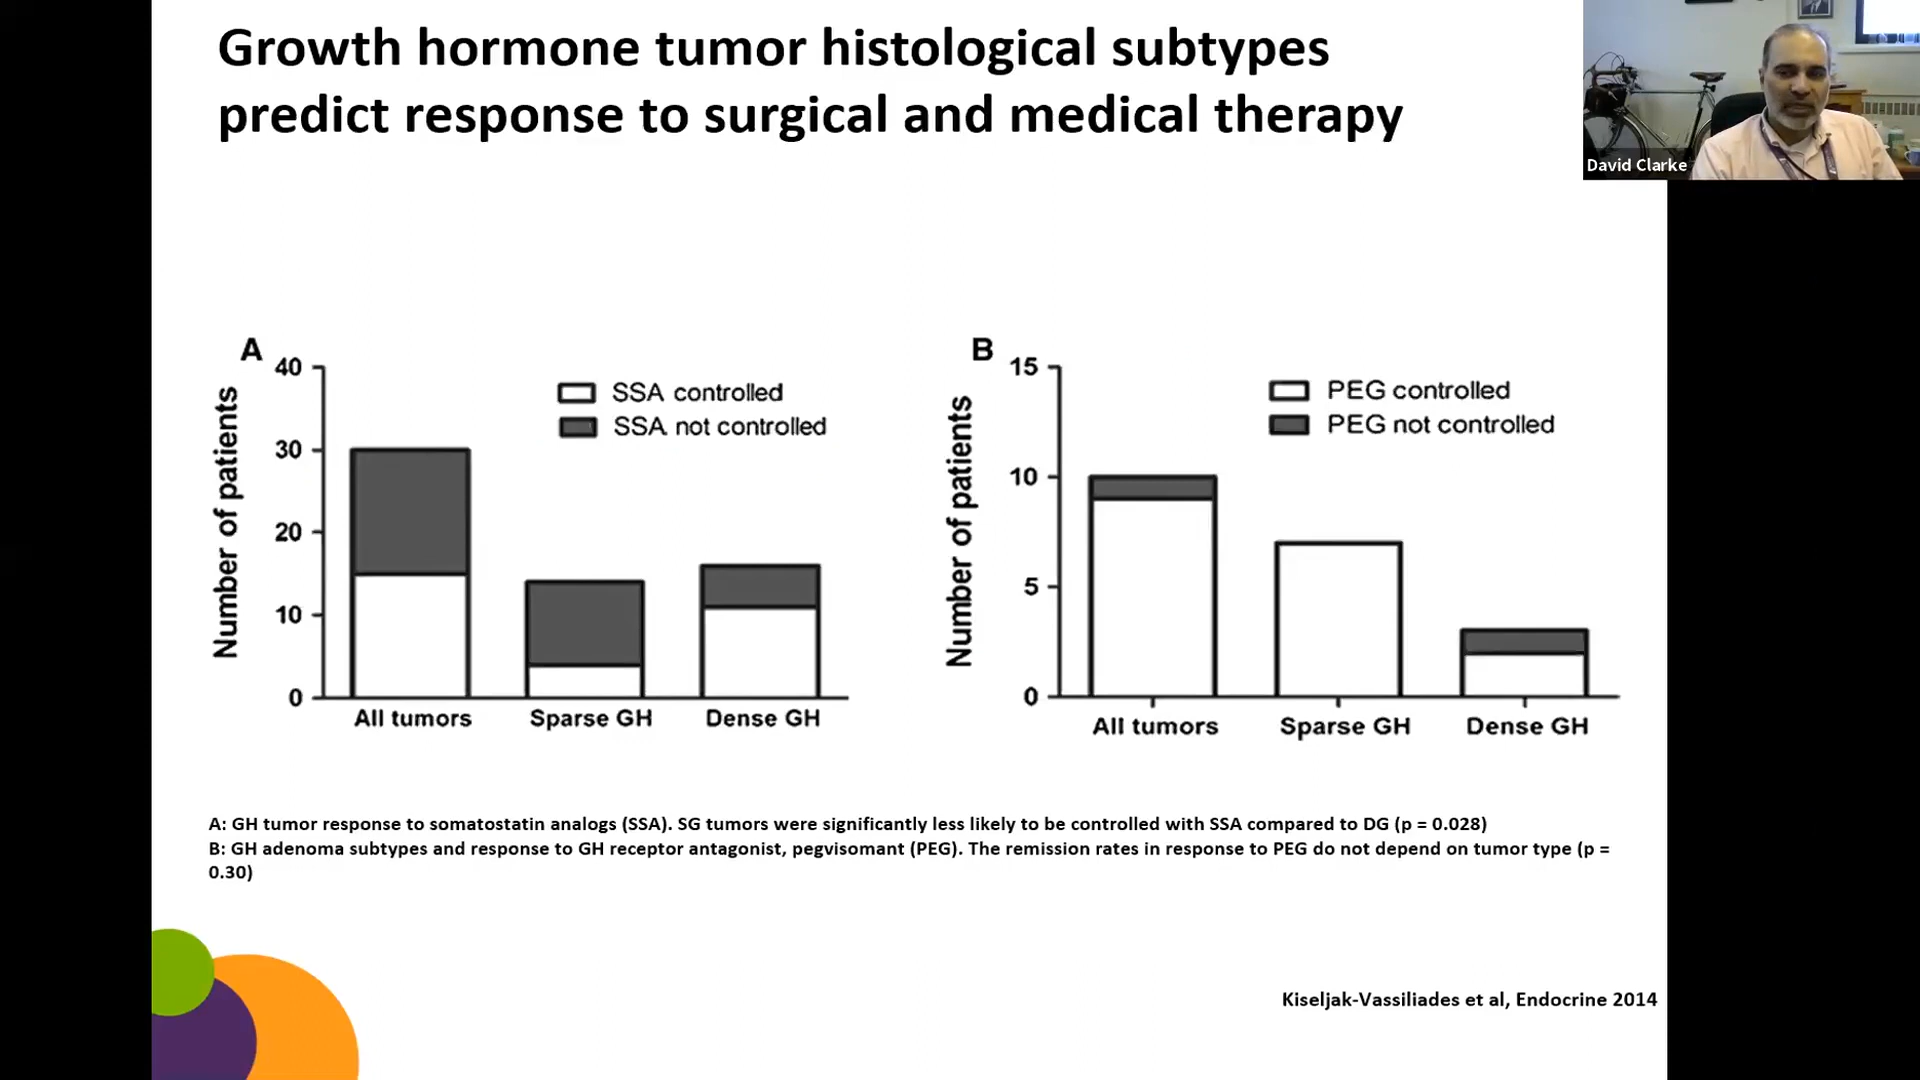 Growth hormone tumor histological subtypes
predict response to surgical and medical therapy
David Clarke
A
Number of patients
40
30
20
10
0
SSA controlled
SSA not controlled
All tumors
Sparse GH
Dense GH
B
Number of patients
15
10
5
0
PEG controlled
PEG not controlled
All tumors
Sparse GH
Dense GH
A: GH tumor response to somatostatin analogs (SSA). SG tumors were significantly less likely to be controlled with SSA compared to DG (p = 0.028)
B: GH adenoma subtypes and response to GH receptor antagonist, pegvisomant (PEG). The remission rates in response to PEG do not depend on tumor type (p =
0.30)
Kiseljak-Vassiliades et al, Endocrine 2014